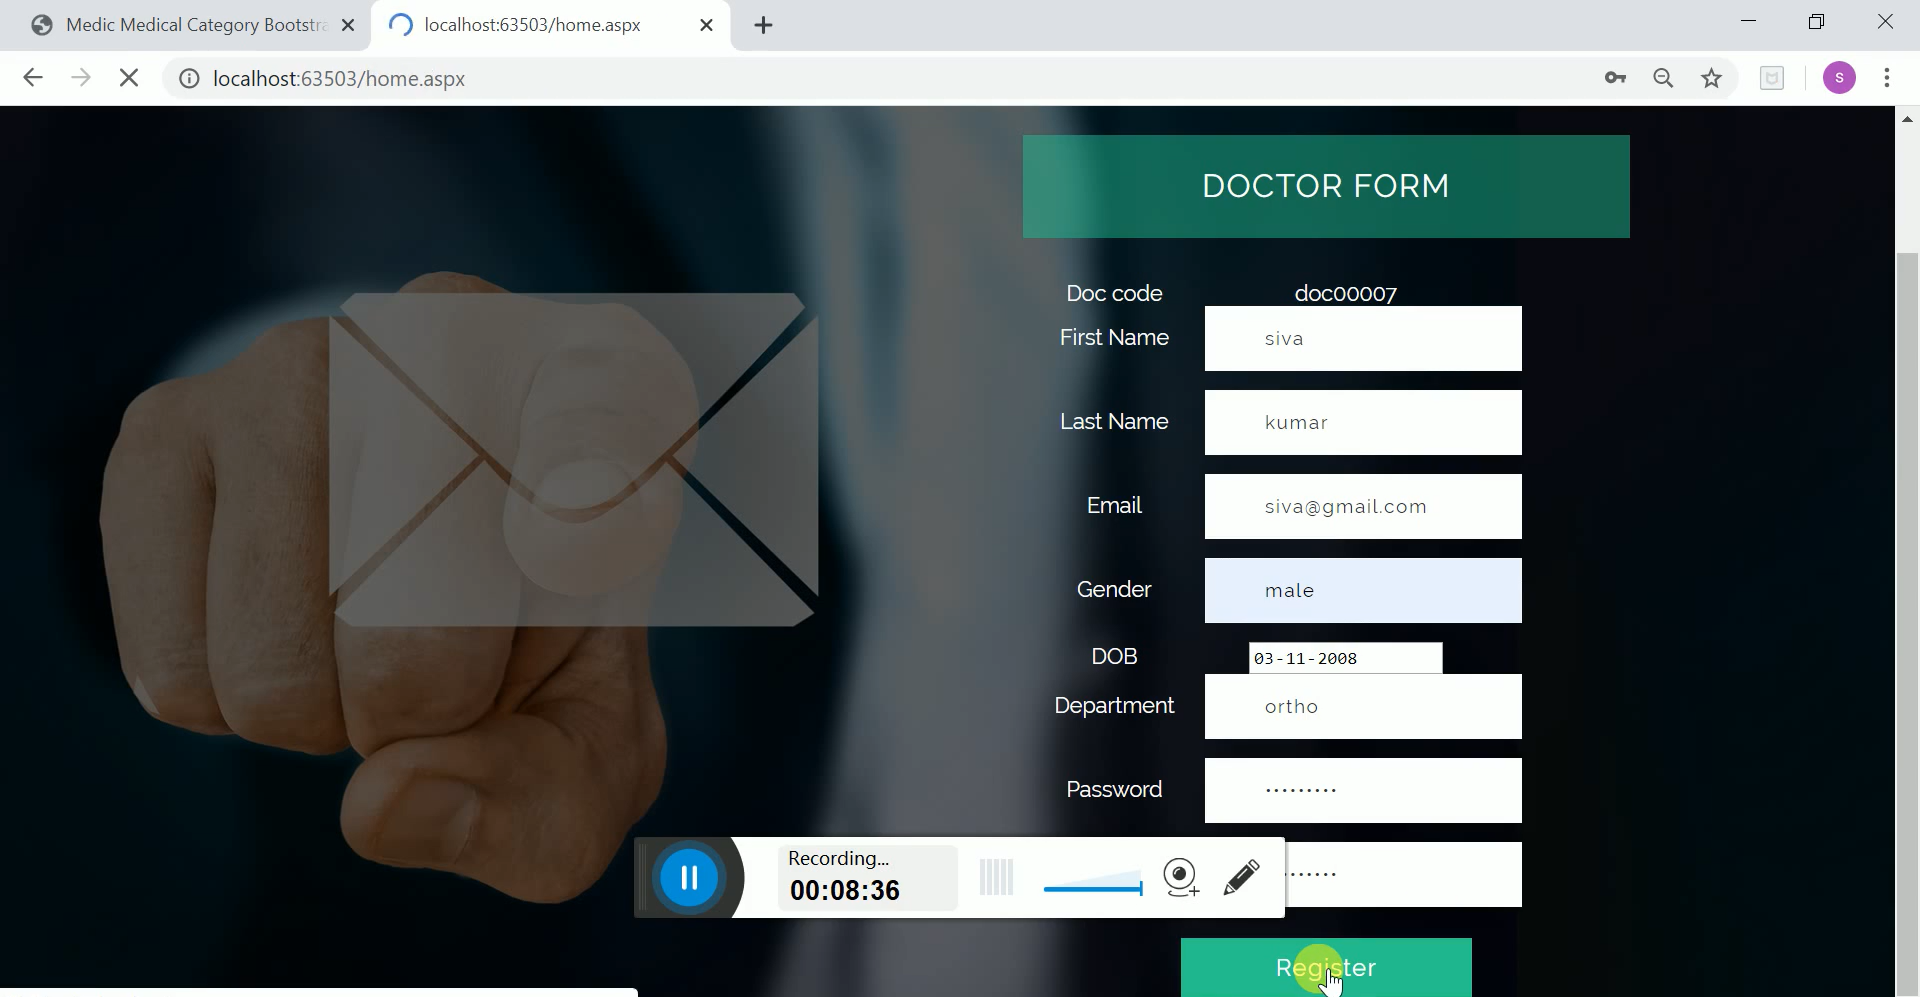 Medic Medical Category Bootstra
localhost:63503/home.aspx
localhost:63503/home.aspx
S
DOCTOR FORM
Doc code doc00007
First Name siva
Last Name kumar
Email siva@gmail.com
Gender male
DOB 03-11-2008
Department ortho
Password ·········
·······
Recording...
00:08:36
Register